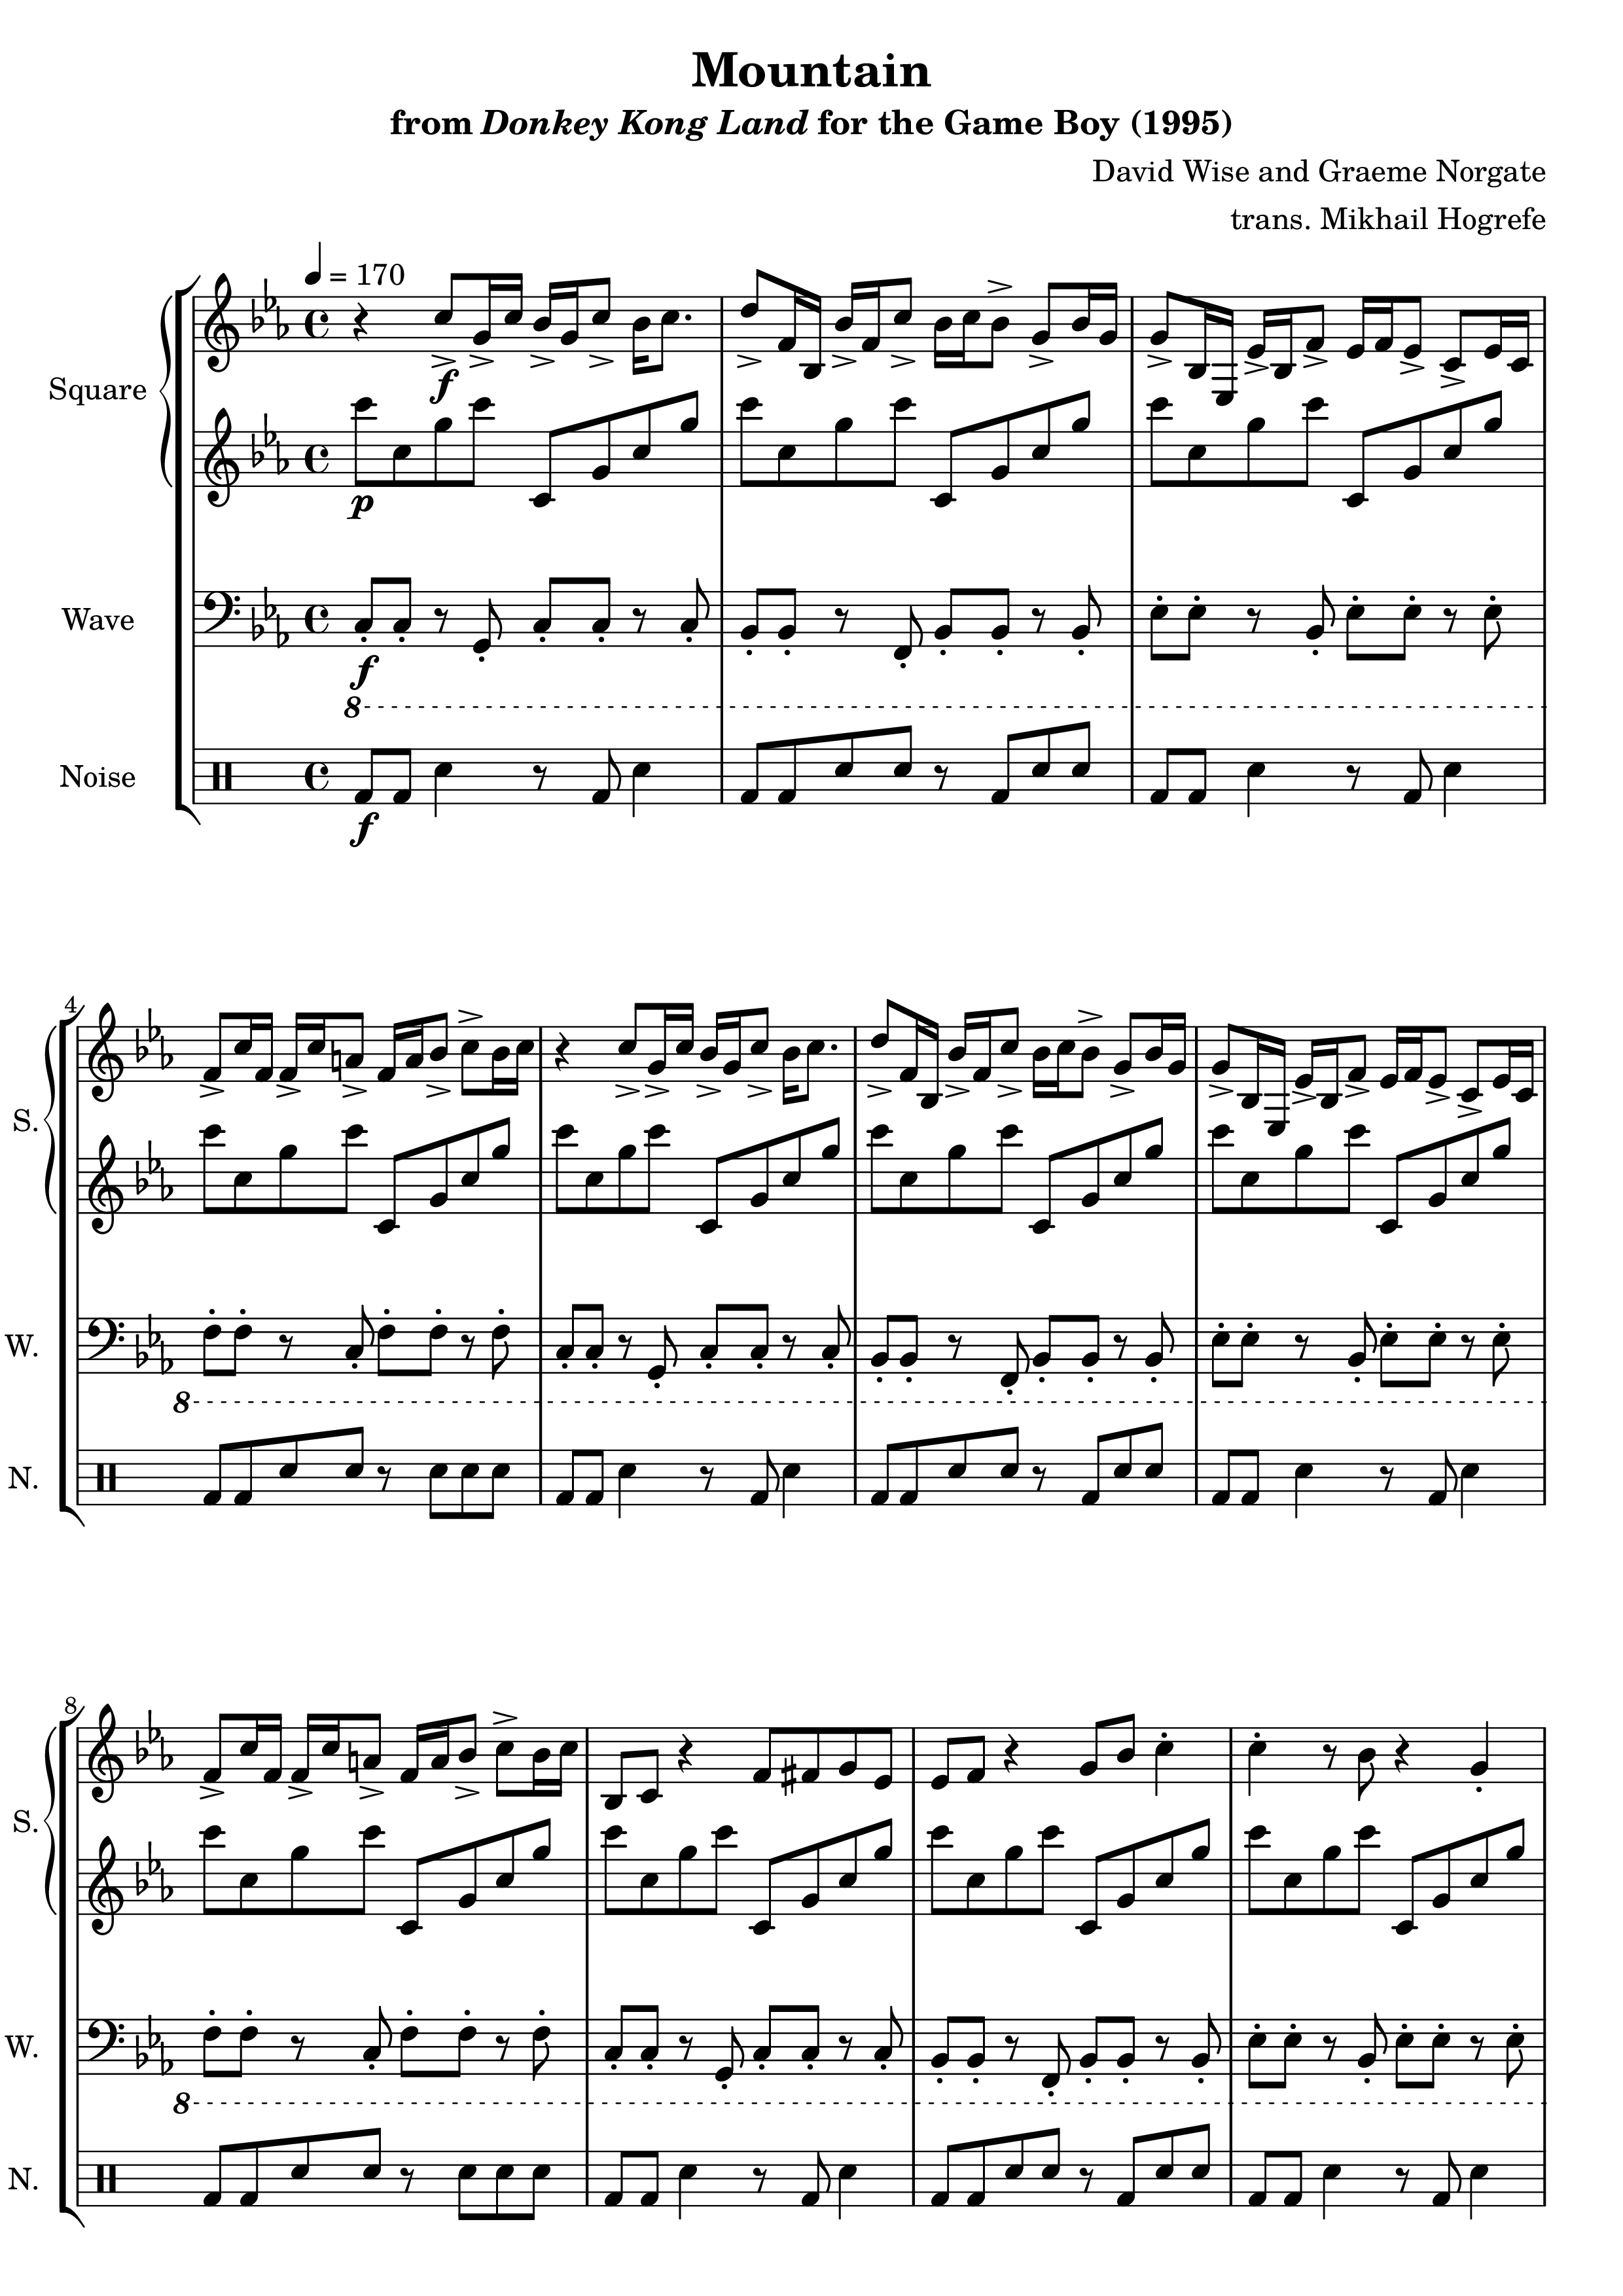 Mountain
from Donkey Kong Land for the Game Boy (1995)
David Wise and Graeme Norgate
trans. Mikhail Hogrefe
= 170
Square
f
p
Wave
f
8
Noise
f
4
S.
W.
8
N.
8
S.
W.
8
N.